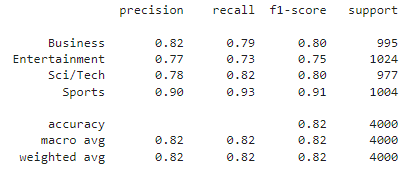 precision recall f1-score support
Business 0.82 0.79 0.80 995
Entertainment 0.77 0.73 0.75 1024
Sci/Tech 0.78 0.82 0.80 977
Sports 0.90 0.93 0.91 1004
accuracy 0.82 4000
macro avg 0.82 0.82 0.82 4000
weighted avg 0.82 0.82 0.82 4000